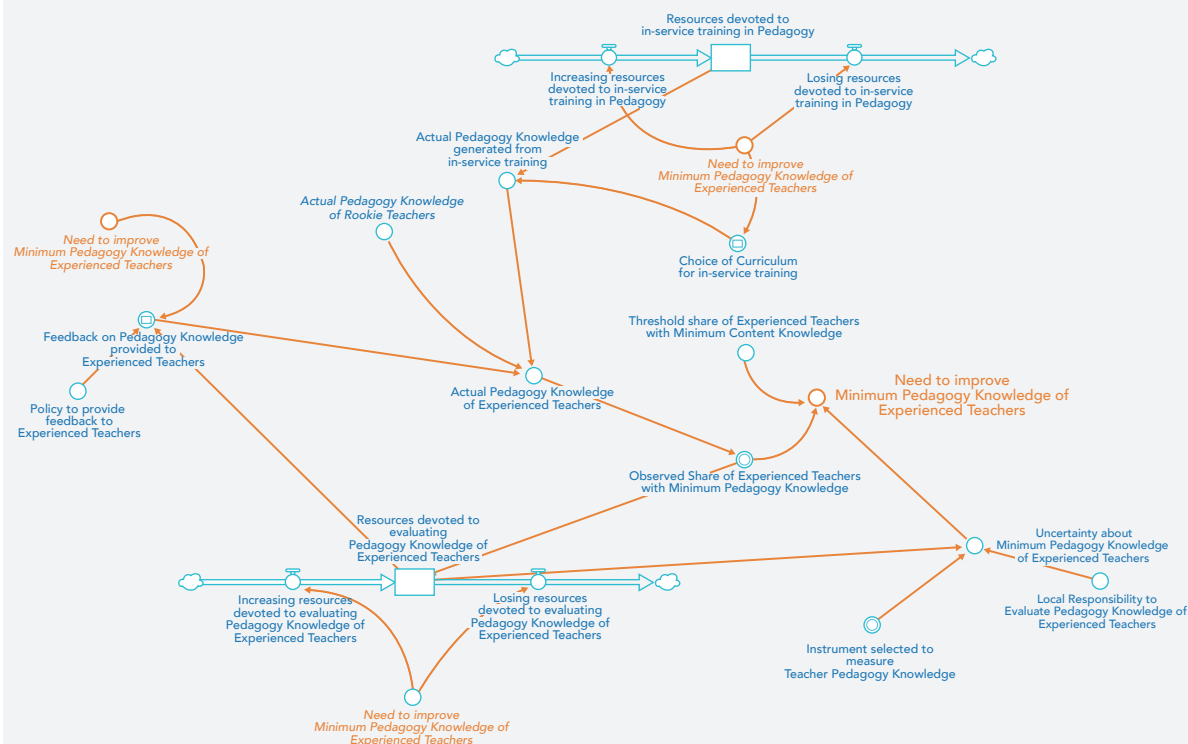 Resources devoted to
in-service training in Pedagogy
Increasing resources
devoted to in-service
training in Pedagogy
Losing resources
devoted to in-service
training in Pedagogy
Actual Pedagogy Knowledge
generated from
in-service training
Need to improve
Minimum Pedagogy Knowledge of
Experienced Teachers
Actual Pedagogy Knowledge
of Rookie Teachers
Need to improve
Minimum Pedagogy Knowledge of
Experienced Teachers
Choice of Curriculum
for in-service training
Feedback on Pedagogy Knowledge
provided to
Experienced Teachers
Threshold share of Experienced Teachers
with Minimum Content Knowledge
Policy to provide
feedback to
Experienced Teachers
Actual Pedagogy Knowledge
of Experienced Teachers
Need to improve
Minimum Pedagogy Knowledge of
Experienced Teachers
Observed Share of Experienced Teachers
with Minimum Pedagogy Knowledge
Resources devoted to
evaluating
Pedagogy Knowledge of
Experienced Teachers
Uncertainty about
Minimum Pedagogy Knowledge
of Experienced Teachers
Increasing resources
devoted to evaluating
Pedagogy Knowledge of
Experienced Teachers
Losing resources
devoted to evaluating
Pedagogy Knowledge of
Experienced Teachers
Local Responsibility to
Evaluate Pedagogy Knowledge of
Experienced Teachers
Instrument selected to
measure
Teacher Pedagogy Knowledge
Need to improve
Minimum Pedagogy Knowledge of
Experienced Teachers